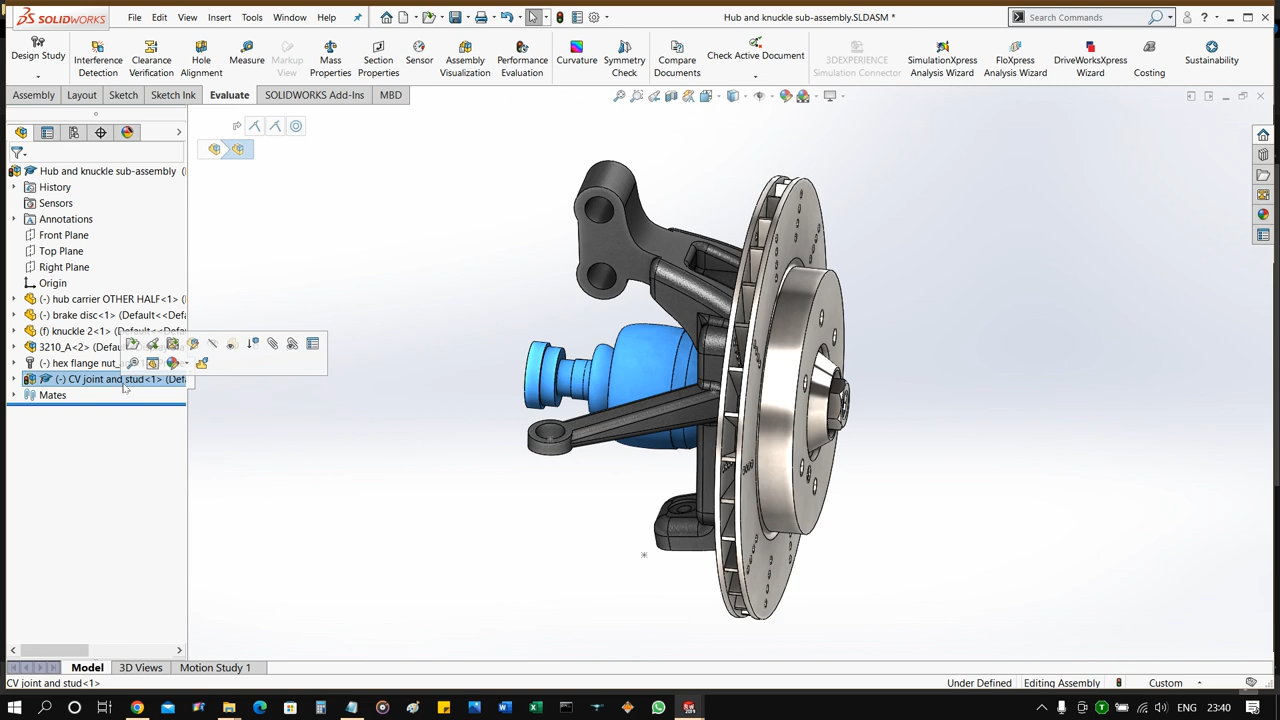 SOLIDWORKS File Edit View Insert Tools Window Help Hub and knuckle sub-assembly.SLDASM * Search Commands
Design Study Interference Detection Clearance Verification Hole Alignment Measure Markup View Mass Properties Section Properties Sensor Assembly Visualization Performance Evaluation Curvature Symmetry Check Compare Documents Check Active Document 3DEXPERIENCE Simulation Connector SimulationXpress Analysis Wizard FloXpress Analysis Wizard DriveWorksXpress Wizard Costing Sustainability
Assembly Layout Sketch Sketch Ink Evaluate SOLIDWORKS Add-Ins MBD
Hub and knuckle sub-assembly (
History
Sensors
Annotations
Front Plane
Top Plane
Right Plane
Origin
(-) hub carrier OTHER HALF<1> (
(-) brake disc<1> (Default<<Def
(f) knuckle 2<1> (Default<<Defa
3210_A<2> (Defau
(-) hex flange nut_
(-) CV joint and stud<1> (Defa
Mates
Model 3D Views Motion Study 1
CV joint and stud<1> Under Defined Editing Assembly Custom
ENG 23:40